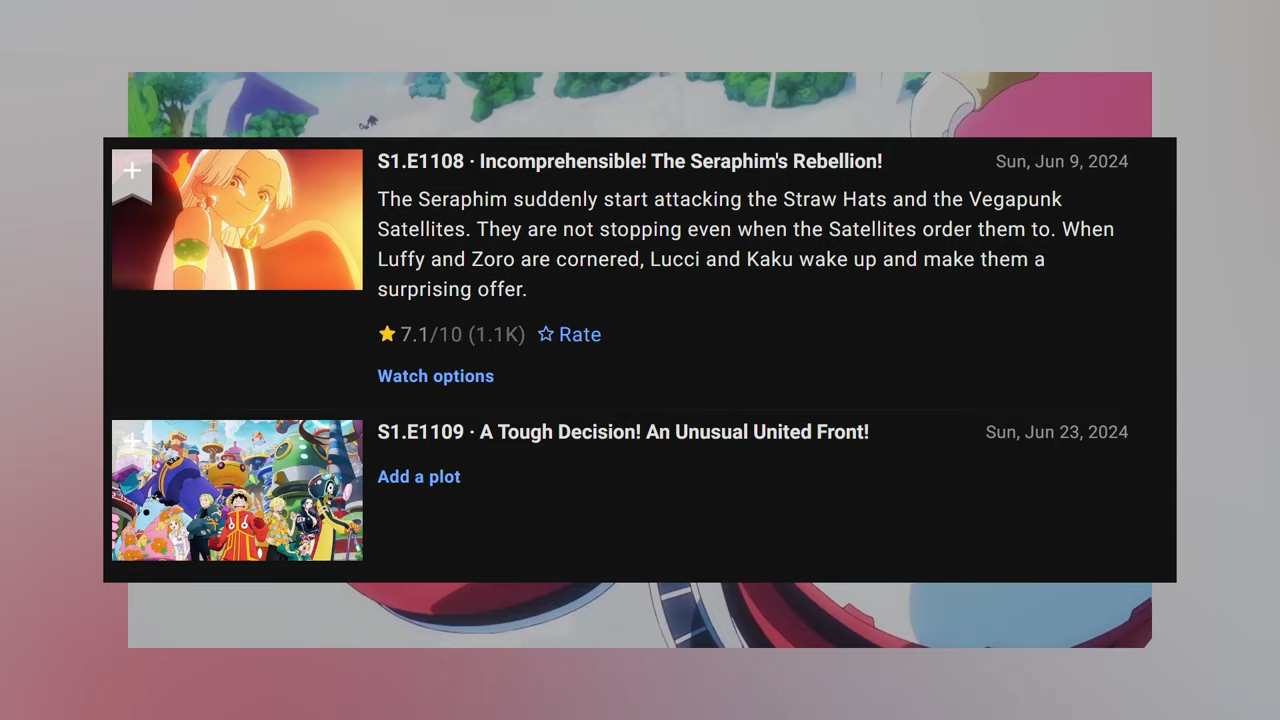 S1.E1108 · Incomprehensible! The Seraphim's Rebellion!
Sun, Jun 9, 2024
The Seraphim suddenly start attacking the Straw Hats and the Vegapunk
Satellites. They are not stopping even when the Satellites order them to. When
Luffy and Zoro are cornered, Lucci and Kaku wake up and make them a
surprising offer.
7.1/10 (1.1K) Rate
Watch options
S1.E1109 · A Tough Decision! An Unusual United Front!
Sun, Jun 23, 2024
Add a plot